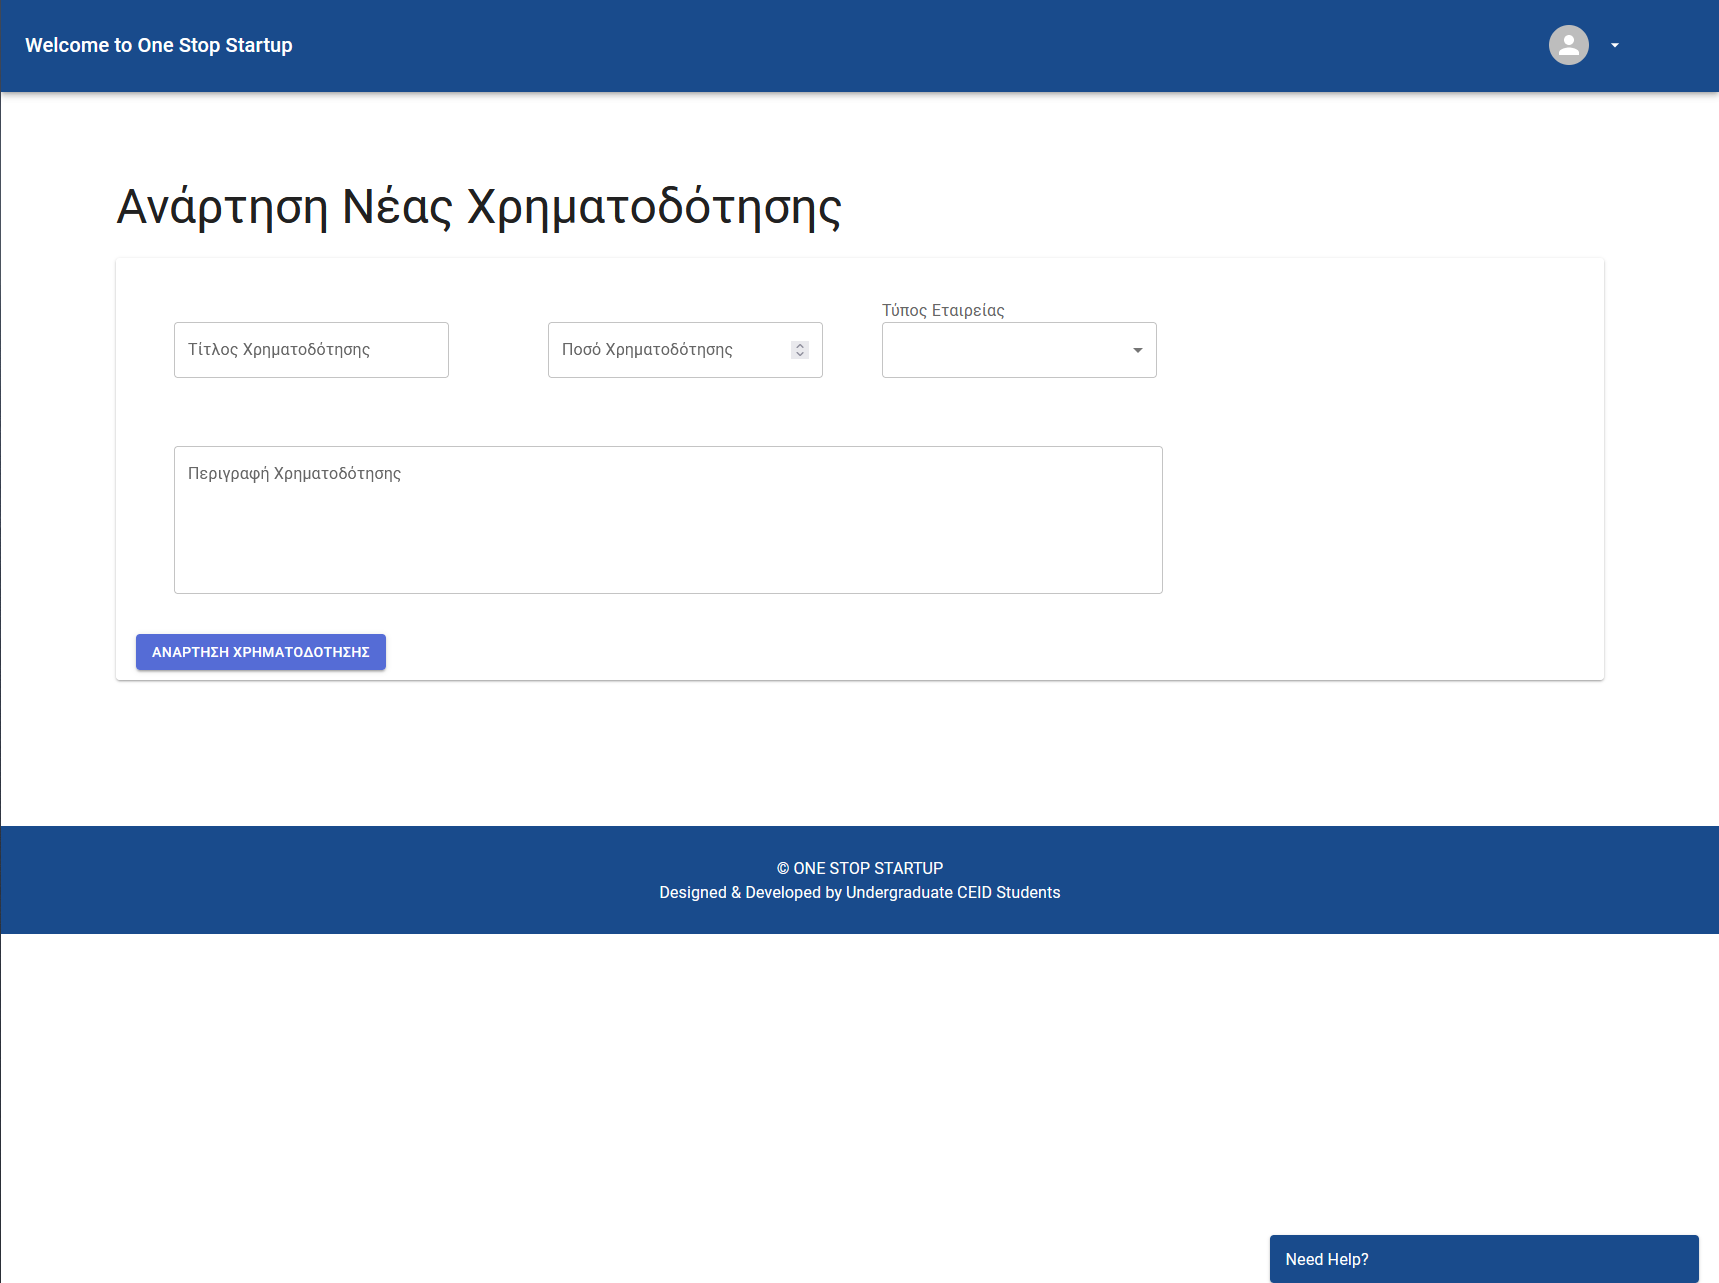 Welcome to One Stop Startup
Ανάρτηση Νέας Χρηματοδότησης
Τύπος Εταιρείας
Τίτλος Χρηματοδότησης
Ποσό Χρηματοδότησης
Περιγραφή Χρηματοδότησης
ΑΝΑΡΤΗΣΗ ΧΡΗΜΑΤΟΔΟΤΗΣΗΣ
© ONE STOP STARTUP
Designed & Developed by Undergraduate CEID Students
Need Help?